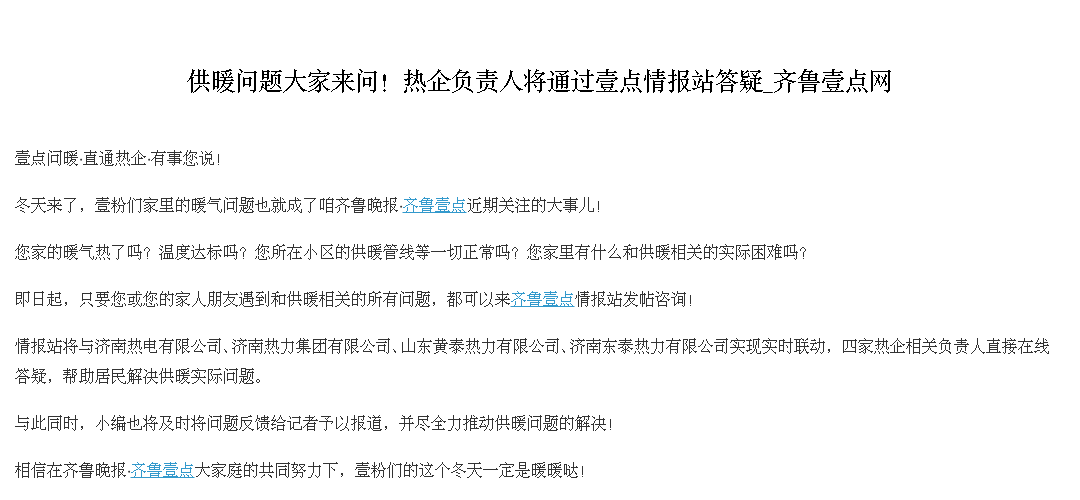 供暖问题大家来问！热企负责人将通过壹点情报站答疑_齐鲁壹点网
壹点问暖·直通热企·有事您说！
冬天来了，壹粉们家里的暖气问题也就成了咱齐鲁晚报·齐鲁壹点近期关注的大事儿！
您家的暖气热了吗？温度达标吗？您所在小区的供暖管线等一切正常吗？您家里有什么和供暖相关的实际困难吗？
即日起，只要您或您的家人朋友遇到和供暖相关的所有问题，都可以来齐鲁壹点情报站发帖咨询！
情报站将与济南热电有限公司、济南热力集团有限公司、山东黄泰热力有限公司、济南东泰热力有限公司实现实时联动，四家热企相关负责人直接在线
答疑，帮助居民解决供暖实际问题。
与此同时，小编也将及时将问题反馈给记者予以报道，并尽全力推动供暖问题的解决！
相信在齐鲁晚报·齐鲁壹点大家庭的共同努力下，壹粉们的这个冬天一定是暖暖哒！